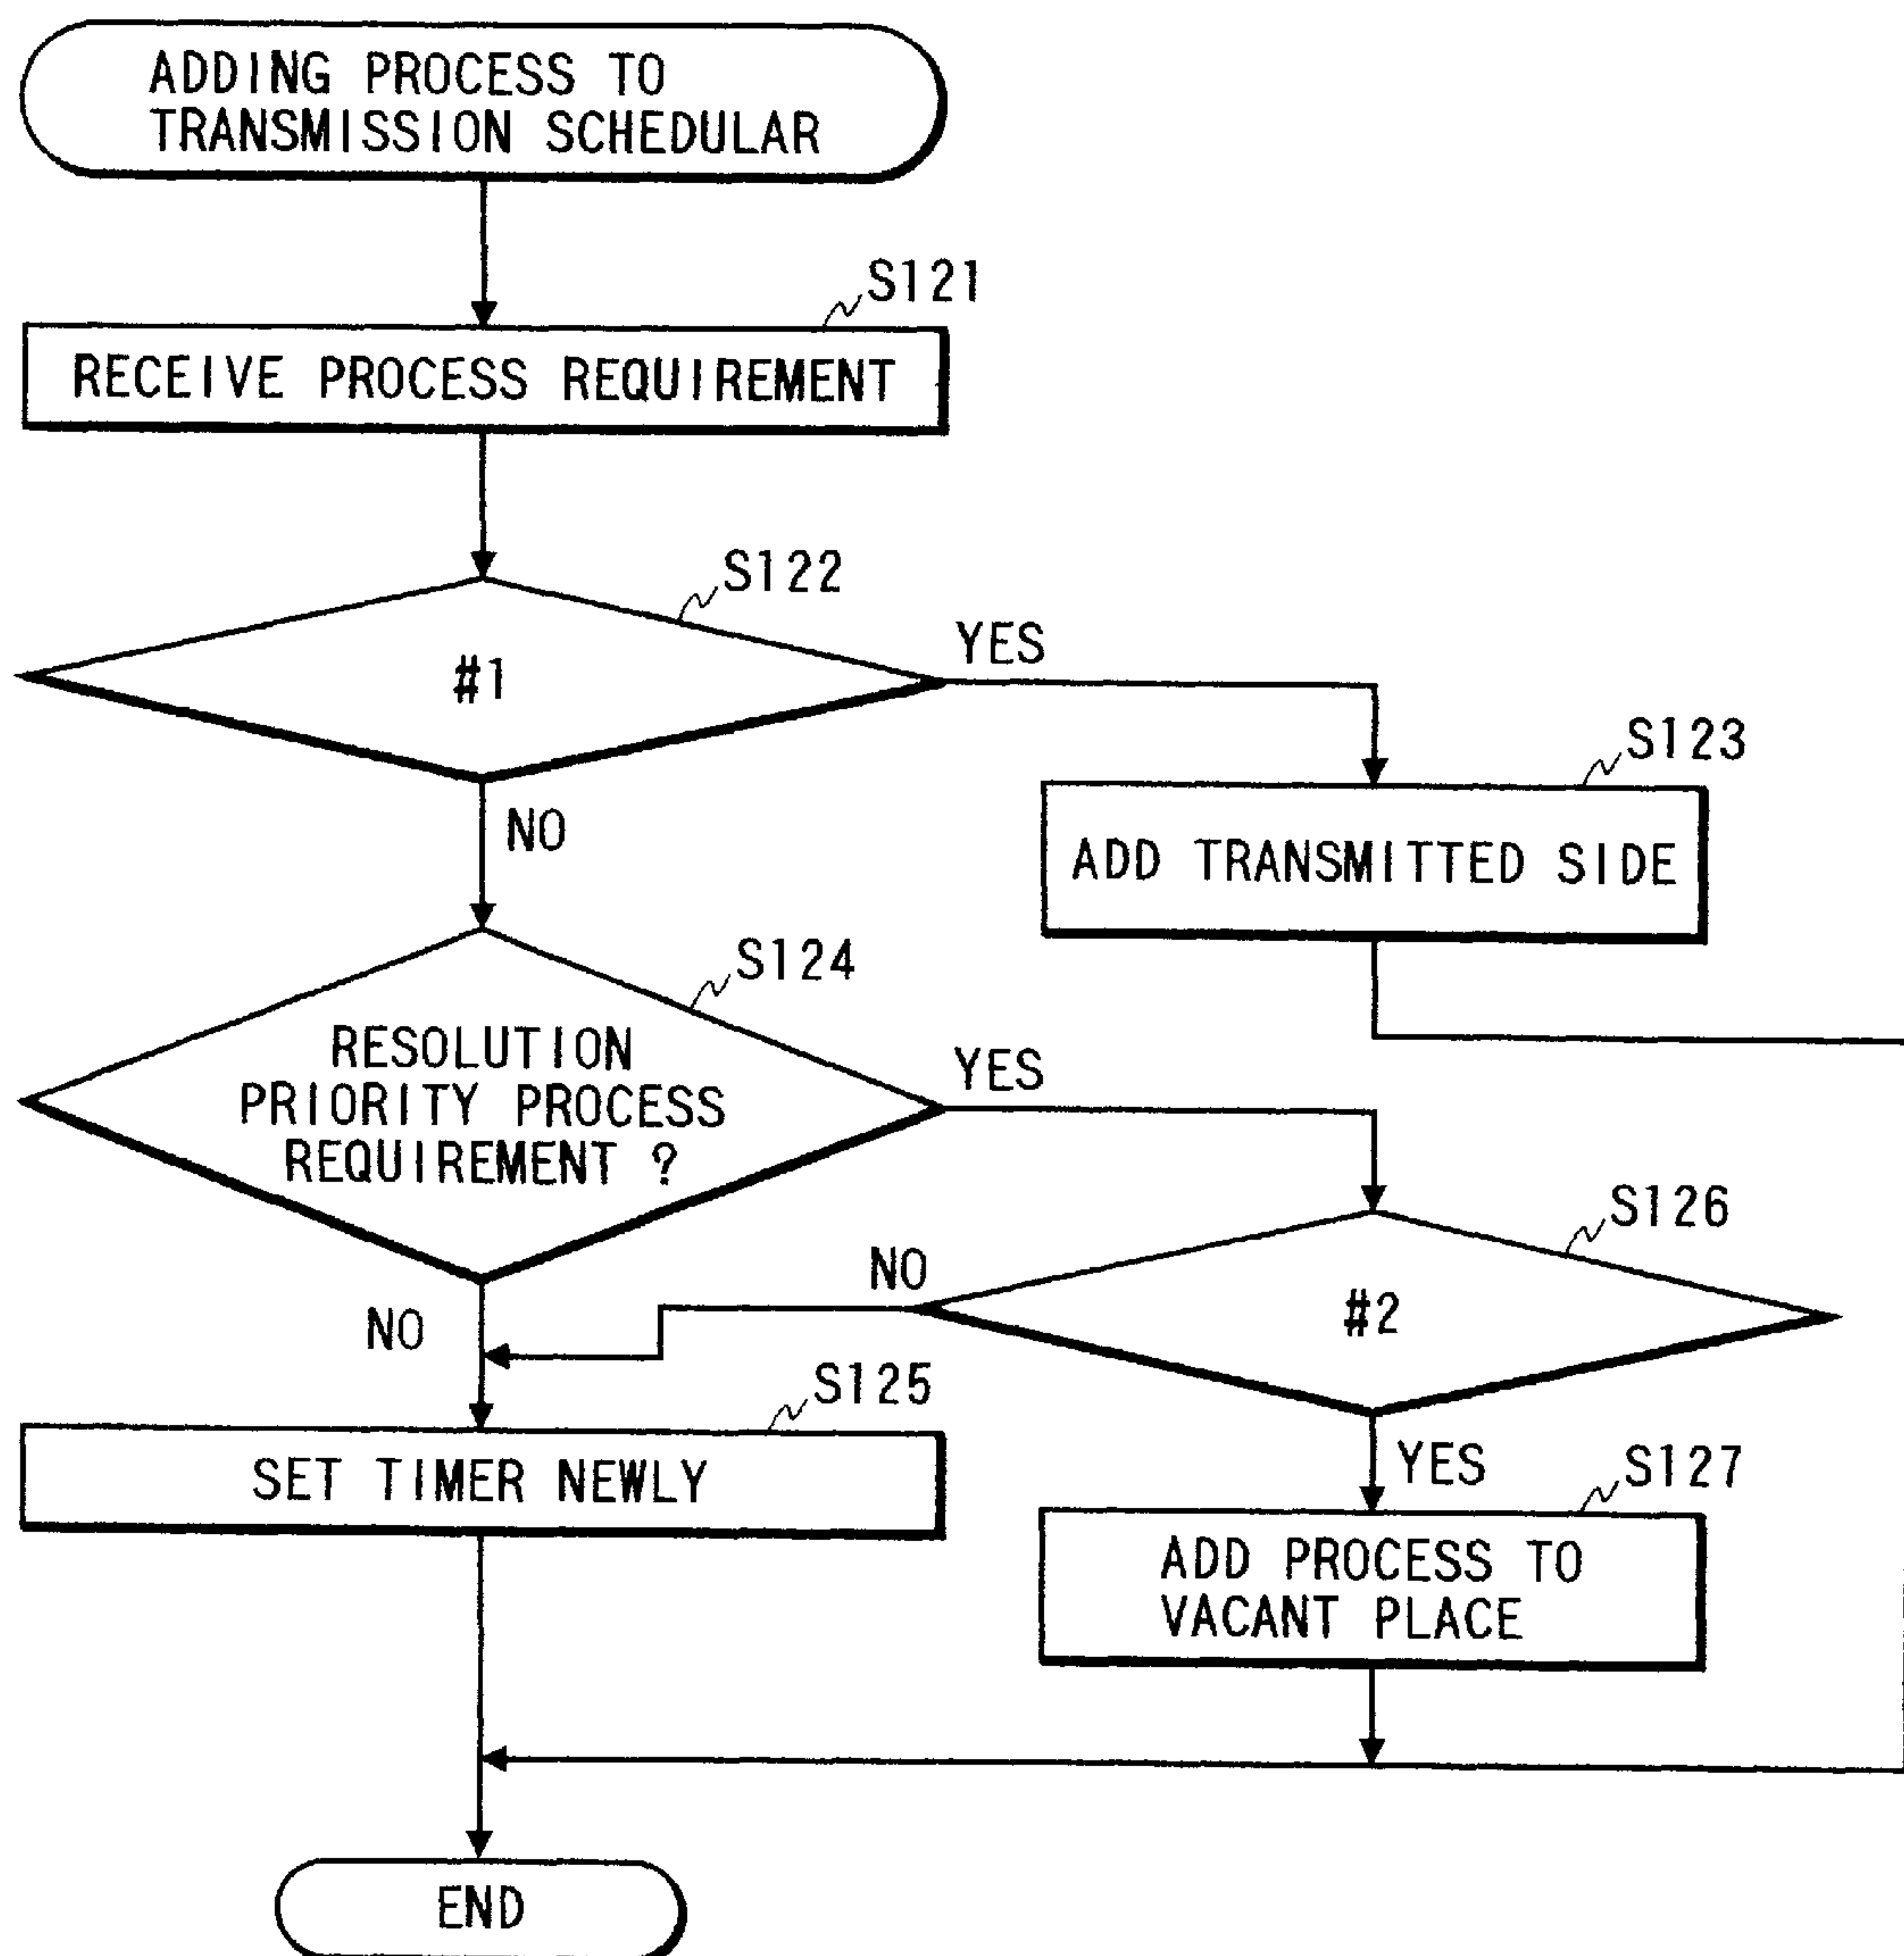 ADDING PROCESS TO
TRANSMISSION SCHEDULAR
S121
RECEIVE PROCESS REQUIREMENT
S122
#1
YES
NO
S123
ADD TRANSMITTED SIDE
S124
RESOLUTION
PRIORITY PROCESS
REQUIREMENT ?
YES
NO
S126
#2
NO
YES
S125
SET TIMER NEWLY
S127
ADD PROCESS TO
VACANT PLACE
END